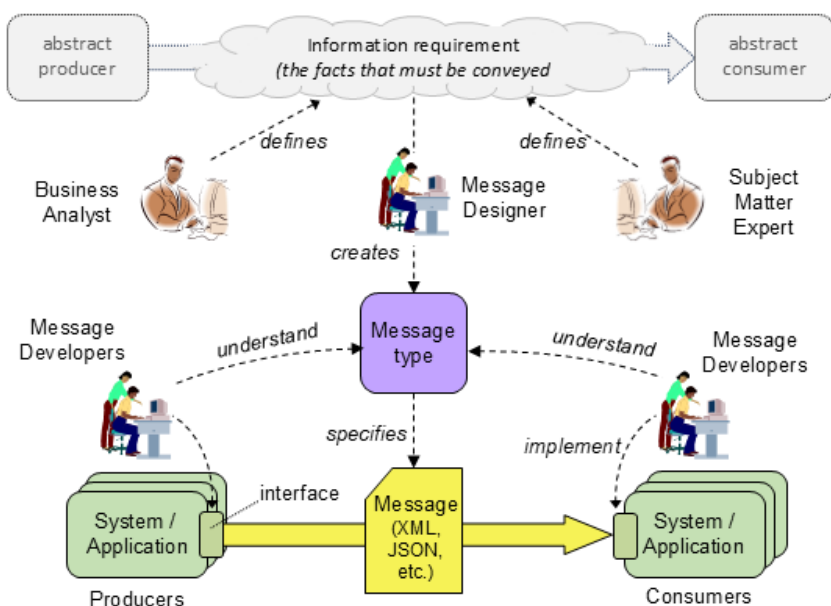 abstract
producer
Information requirement
(the facts that must be conveyed
abstract
consumer
defines
defines
Business
Analyst
Message
Designer
Subject
Matter
Expert
creates
Message
Developers
understand
Message
type
understand
Message
Developers
specifies
implement
interface
System /
Application
Message
(XML,
JSON,
etc.)
System /
Application
Producers
Consumers